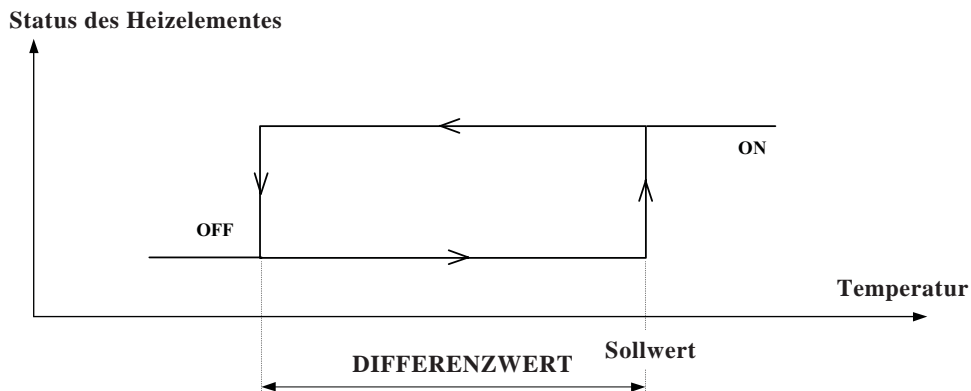 Status des Heizelementes
ON
OFF
Temperatur
Sollwert
DIFFERENZWERT